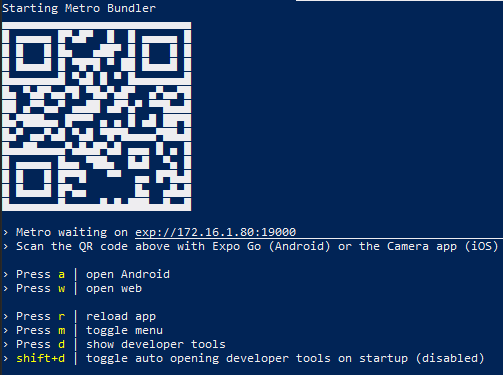 Starting Metro Bundler
› Metro waiting on exp://172.16.1.80:19000
› Scan the QR code above with Expo Go (Android) or the Camera app (iOS)
› Press a | open Android
› Press w | open web
› Press r | reload app
› Press m | toggle menu
› Press d | show developer tools
› shift+d | toggle auto opening developer tools on startup (disabled)